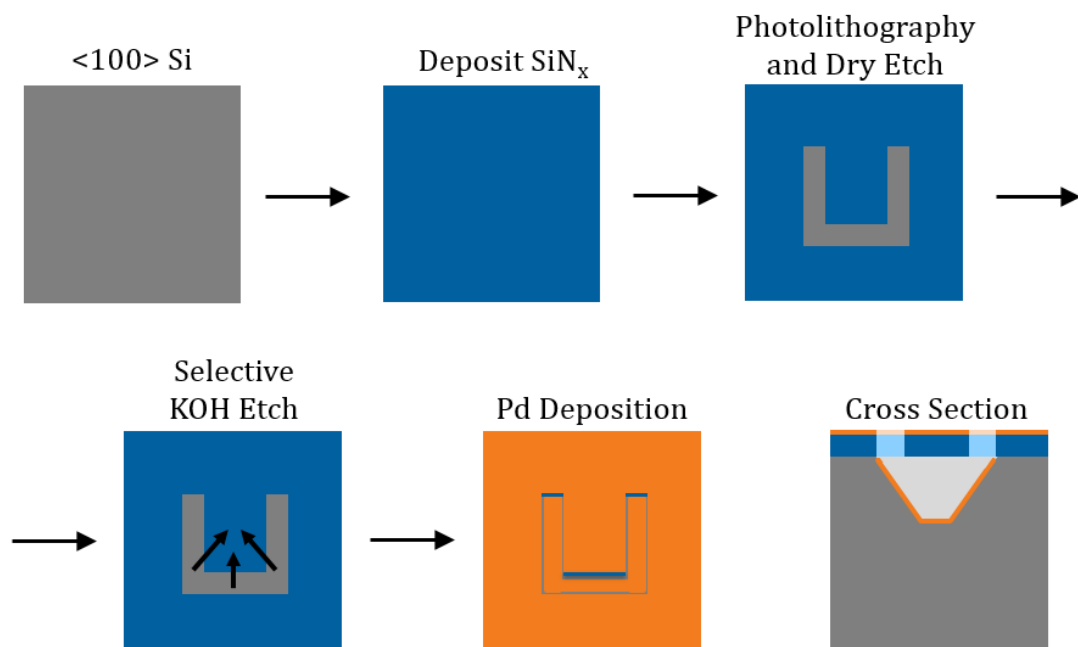 <100> Si
Deposit SiNₓ
Photolithography
and Dry Etch
Selective
KOH Etch
Pd Deposition
Cross Section